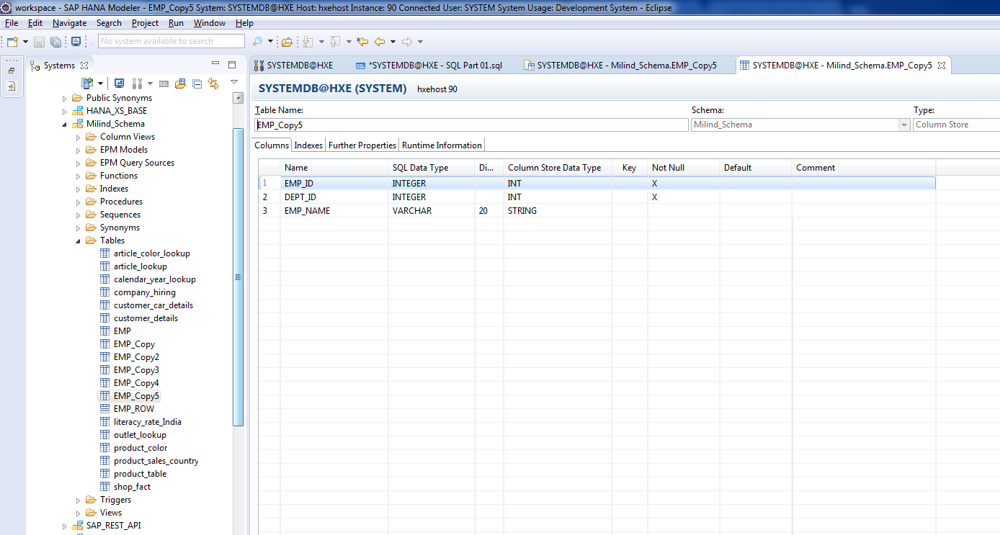 workspace - SAP HANA Modeler - EMP_Copy5 System: SYSTEMDB@HXE Host: hxehost Instance: 90 Connected User: SYSTEM System Usage: Development System - Eclipse
File Edit Navigate Search Project Run Window Help
No system available to search
Systems
Public Synonyms
HANA_XS_BASE
Milind_Schema
Column Views
EPM Models
EPM Query Sources
Functions
Indexes
Procedures
Sequences
Synonyms
Tables
article_color_lookup
article_lookup
calendar_year_lookup
company_hiring
customer_car_details
customer_details
EMP
EMP_Copy
EMP_Copy2
EMP_Copy3
EMP_Copy4
EMP_Copy5
EMP_ROW
literacy_rate_India
outlet_lookup
product_color
product_sales_country
product_table
shop_fact
Triggers
Views
SAP_REST_API
SYSTEMDB@HXE *SYSTEMDB@HXE - SQL Part 01.sql SYSTEMDB@HXE - Milind_Schema.EMP_Copy5 SYSTEMDB@HXE - Milind_Schema.EMP_Copy5
SYSTEMDB@HXE (SYSTEM) hxehost 90
Table Name: Schema: Type:
EMP_Copy5 Milind_Schema Column Store
Columns Indexes Further Properties Runtime Information
Name SQL Data Type Di... Column Store Data Type Key Not Null Default Comment
1 EMP_ID INTEGER INT X
2 DEPT_ID INTEGER INT X
3 EMP_NAME VARCHAR 20 STRING